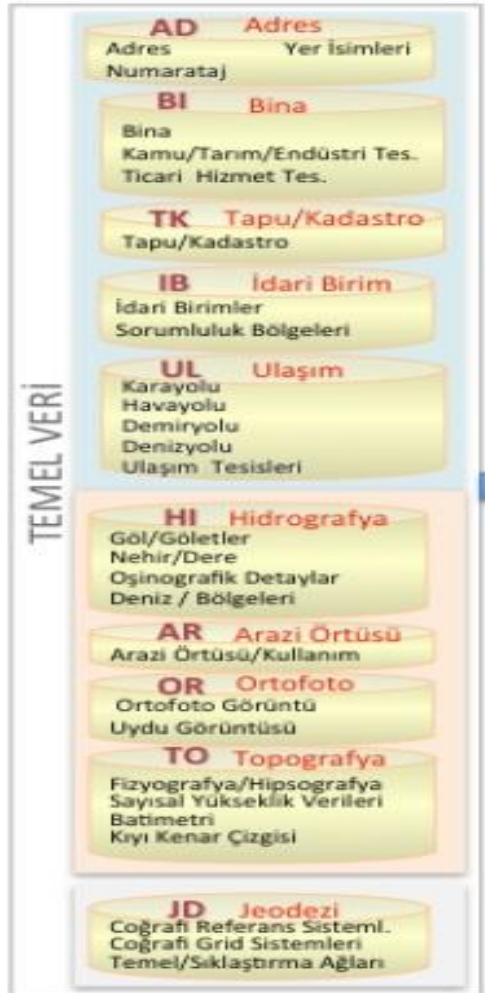 TEMEL VERİ
AD Adres
Adres Yer İsimleri
Numarataj
BI Bina
Bina
Kamu/Tarım/Endüstri Tes.
Ticari Hizmet Tes.
TK Tapu/Kadastro
Tapu/Kadastro
IB İdari Birim
İdari Birimler
Sorumluluk Bölgeleri
UL Ulaşım
Karayolu
Havayolu
Demiryolu
Denizyolu
Ulaşım Tesisleri
HI Hidrografya
Göl/Göletler
Nehir/Dere
Oşinografik Detaylar
Deniz / Bölgeleri
AR Arazi Örtüsü
Arazi Örtüsü/Kullanım
OR Ortofoto
Ortofoto Görüntü
Uydu Görüntüsü
TO Topografya
Fizyografya/Hipsografya
Sayısal Yükseklik Verileri
Batimetri
Kıyı Kenar Çizgisi
JD Jeodezi
Coğrafi Referans Sisteml.
Coğrafi Grid Sistemleri
Temel/Sıklaştırma Ağları